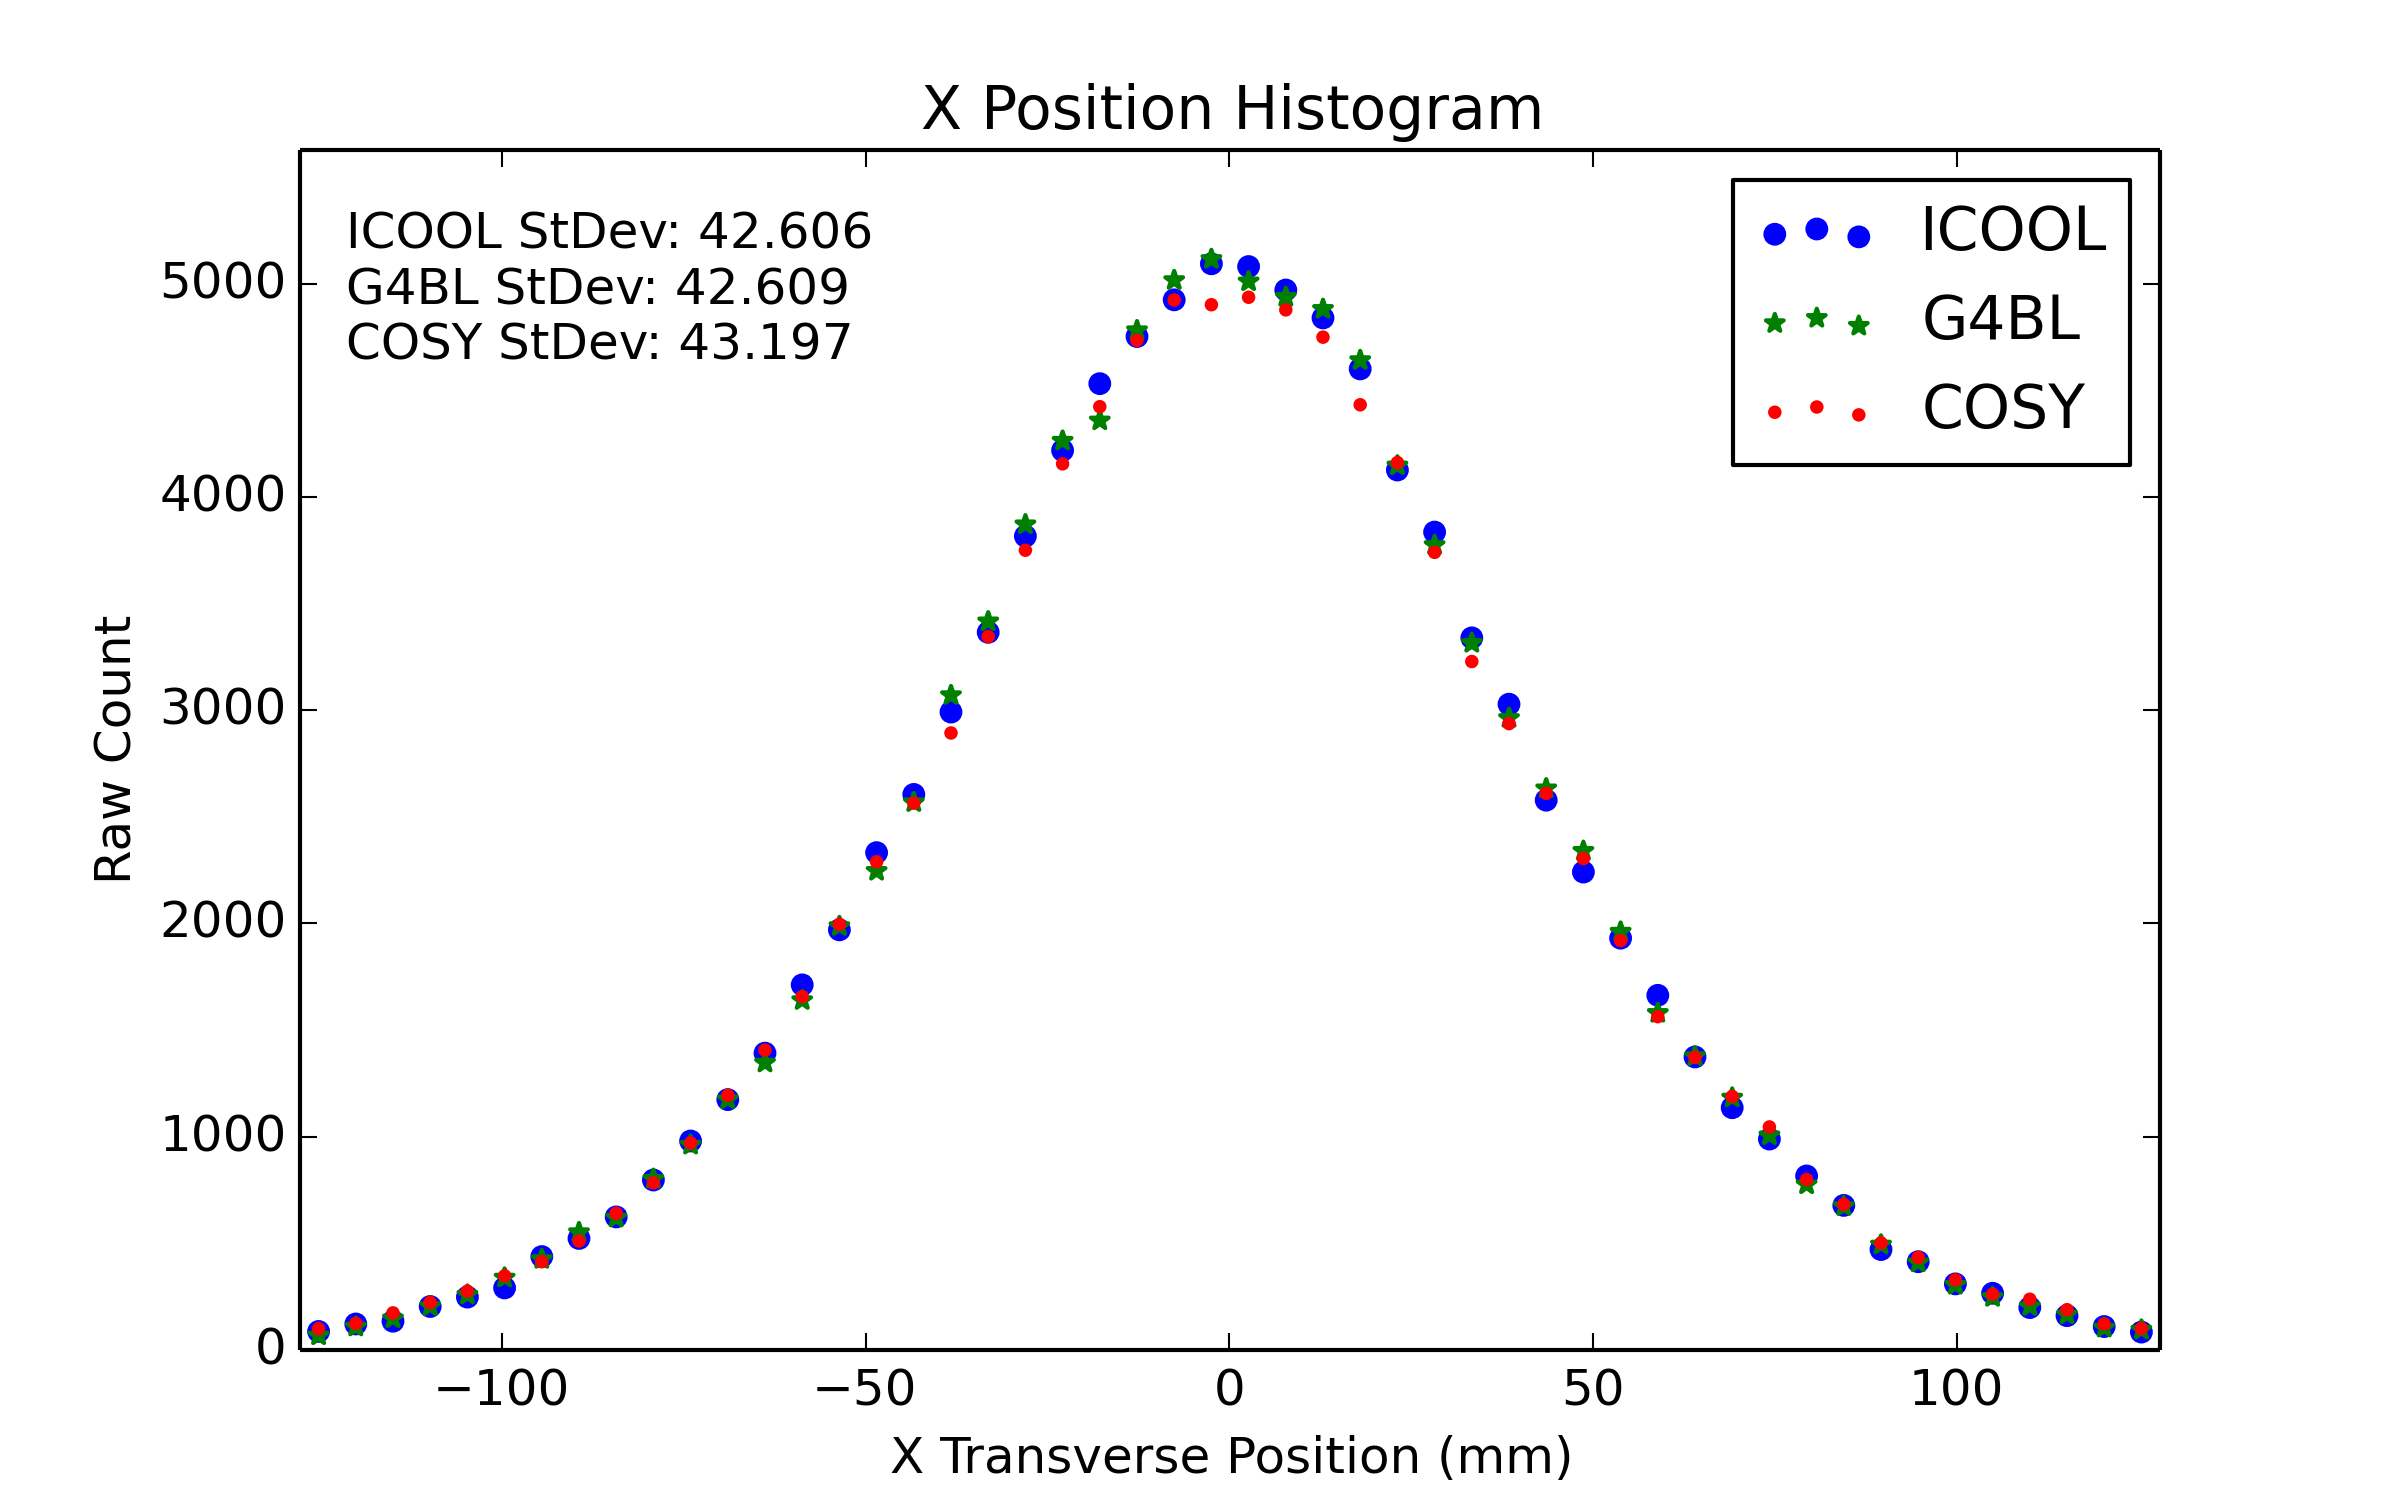 X Position Histogram
ICOOL StDev: 42.606
G4BL StDev: 42.609
COSY StDev: 43.197
ICOOL
G4BL
COSY
5000
4000
3000
2000
1000
0
Raw Count
−100 −50 0 50 100
X Transverse Position (mm)